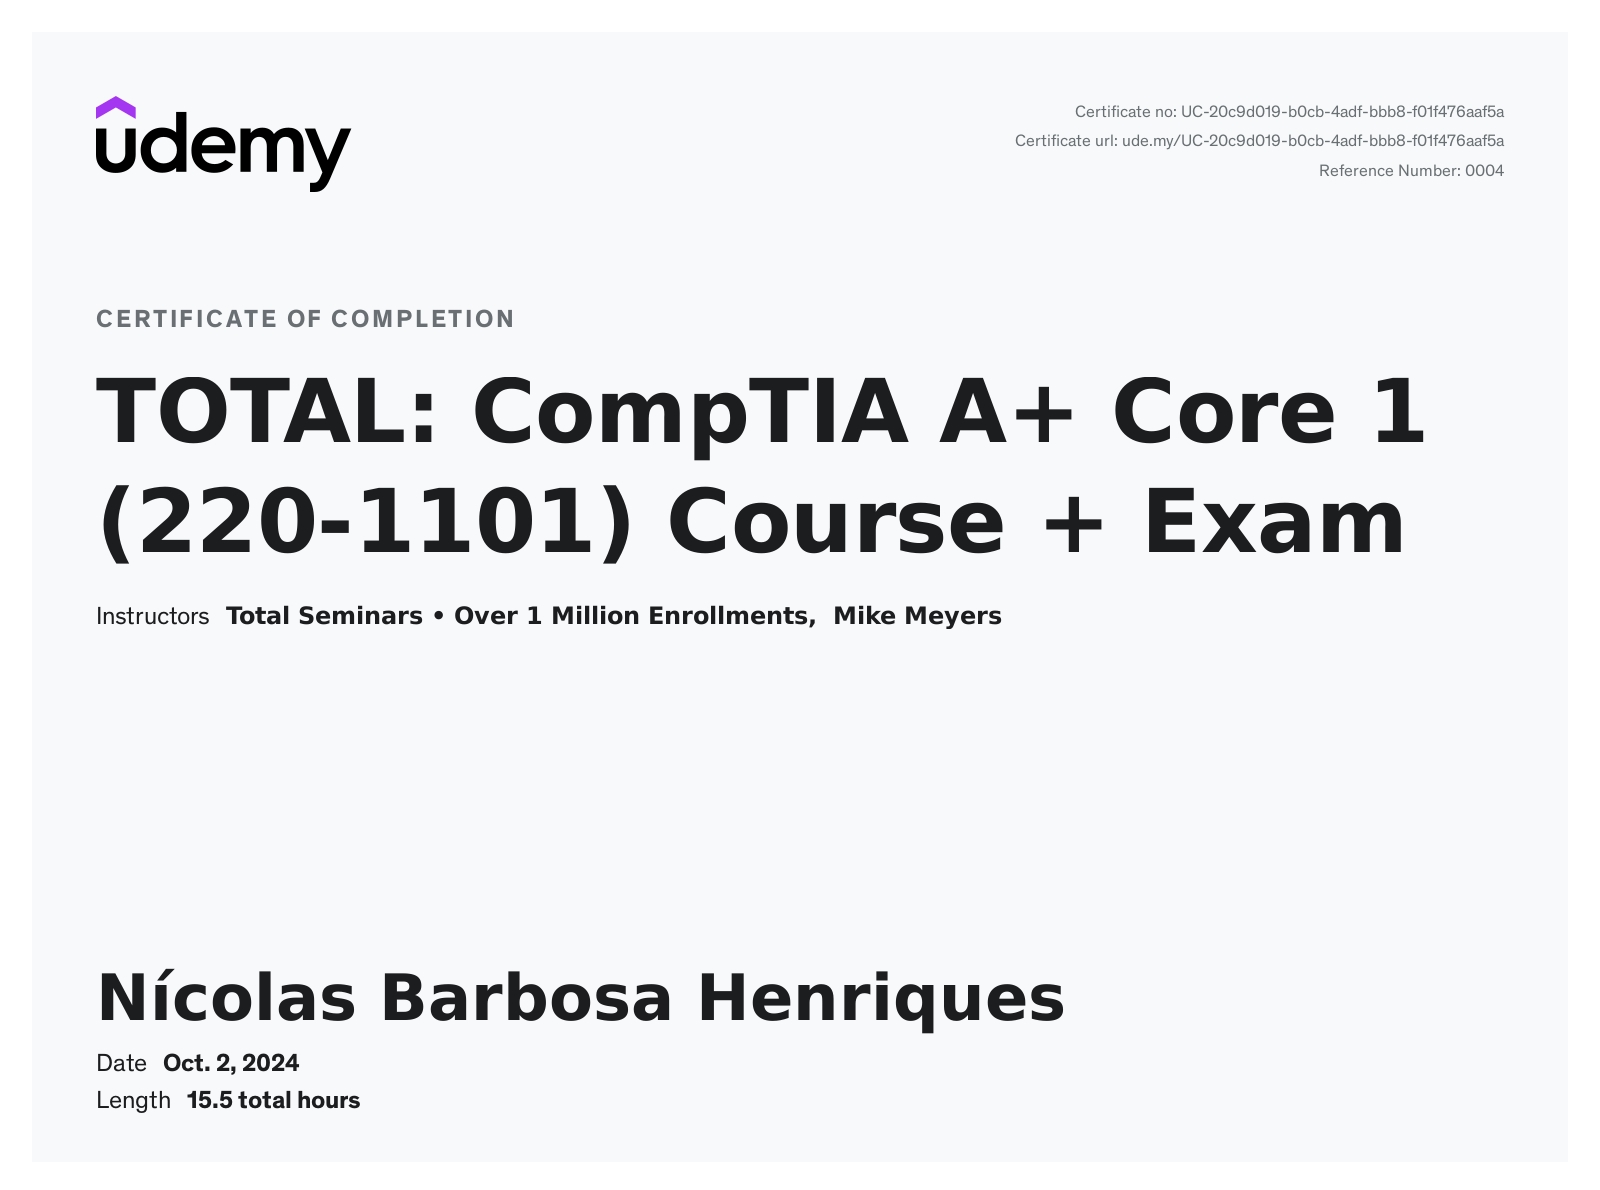 udemy
Certificate no: UC-20c9d019-b0cb-4adf-bbb8-f01f476aaf5a
Certificate url: ude.my/UC-20c9d019-b0cb-4adf-bbb8-f01f476aaf5a
Reference Number: 0004
CERTIFICATE OF COMPLETION
TOTAL: CompTIA A+ Core 1
(220-1101) Course + Exam
Instructors Total Seminars • Over 1 Million Enrollments, Mike Meyers
Nícolas Barbosa Henriques
Date Oct. 2, 2024
Length 15.5 total hours